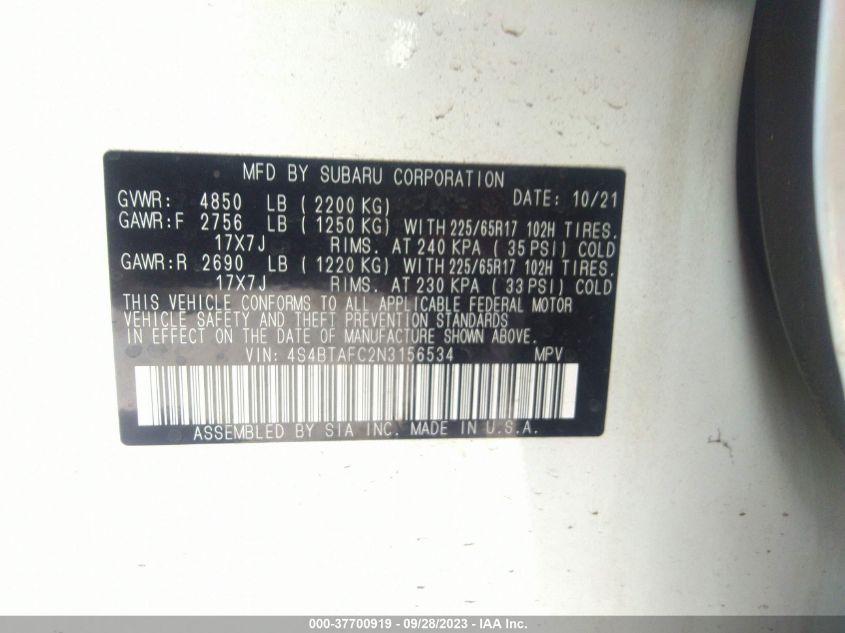 MFD BY SUBARU CORPORATION DATE: 10/21
GVWR: 4850 LB (2200 KG)
GAWR:F 2756 LB (1250 KG) WITH 225/65R17 102H TIRES.
17X7J RIMS. AT 240 KPA (35 PSI) COLD
GAWR:R 2690 LB (1220 KG) WITH 225/65R17 102H TIRES.
17X7J RIMS. AT 230 KPA (33 PSI) COLD
THIS VEHICLE CONFORMS TO ALL APPLICABLE FEDERAL MOTOR
VEHICLE SAFETY AND THEFT PREVENTION STANDARDS
IN EFFECT ON THE DATE OF MANUFACTURE SHOWN ABOVE.
VIN: 4S4BTAFC2N3156534 MPV
ASSEMBLED BY SIA INC. MADE IN U.S.A.
000-37700919 - 09/28/2023 - IAA Inc.